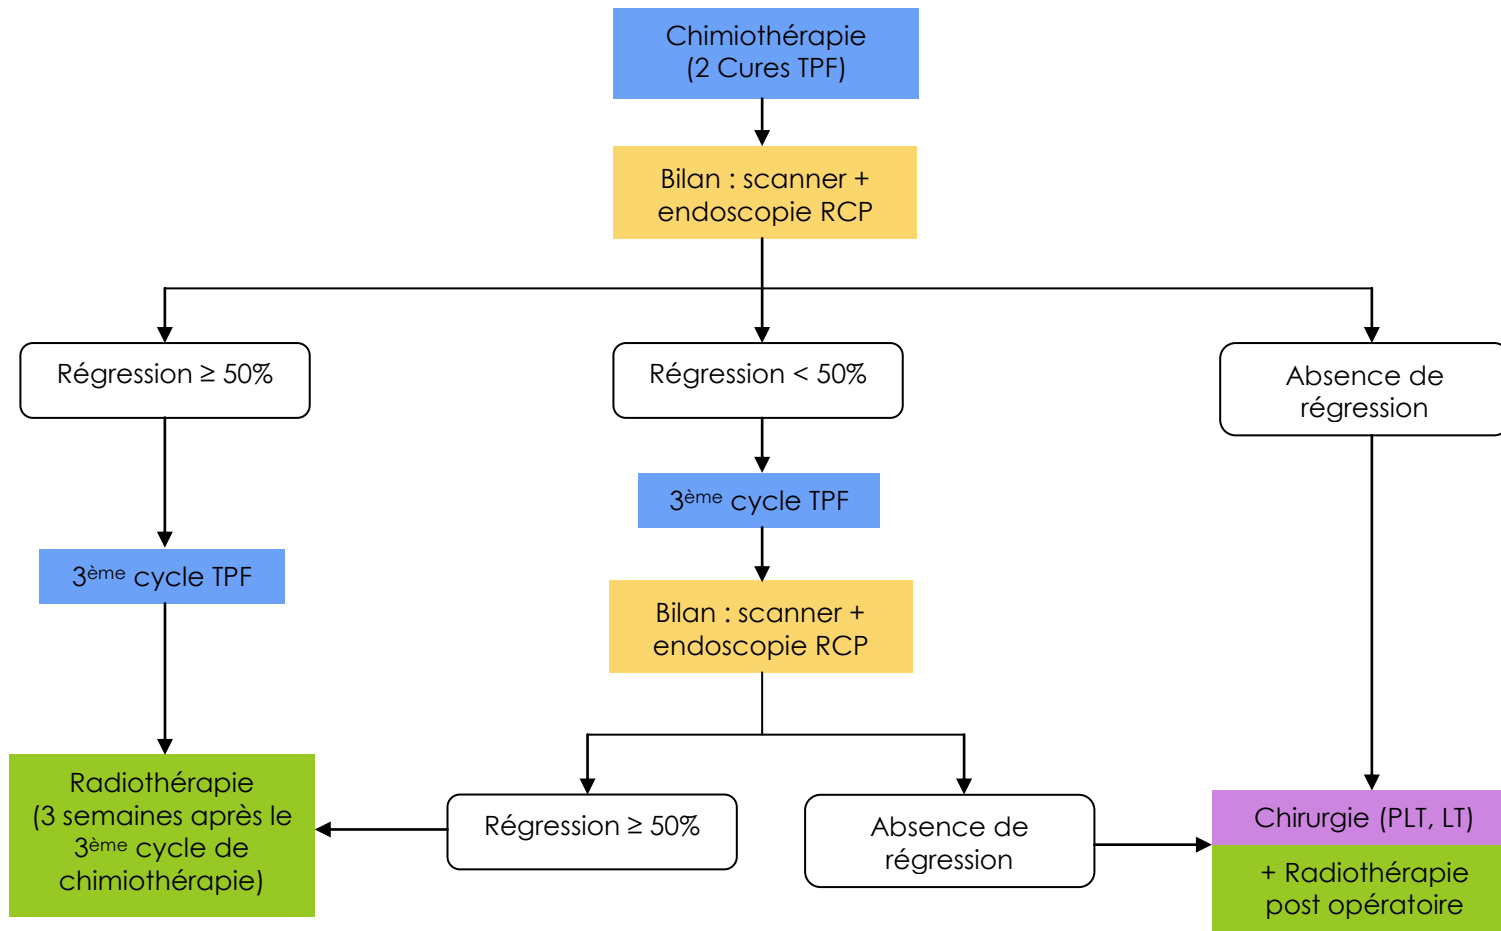 Chimiothérapie
(2 Cures TPF)
Bilan : scanner +
endoscopie RCP
Régression ≥ 50%
Régression < 50%
Absence de
régression
3ème cycle TPF
3ème cycle TPF
Bilan : scanner +
endoscopie RCP
Radiothérapie
(3 semaines après le
3ème cycle de
chimiothérapie)
Régression ≥ 50%
Absence de
régression
Chirurgie (PLT, LT)
+ Radiothérapie
post opératoire